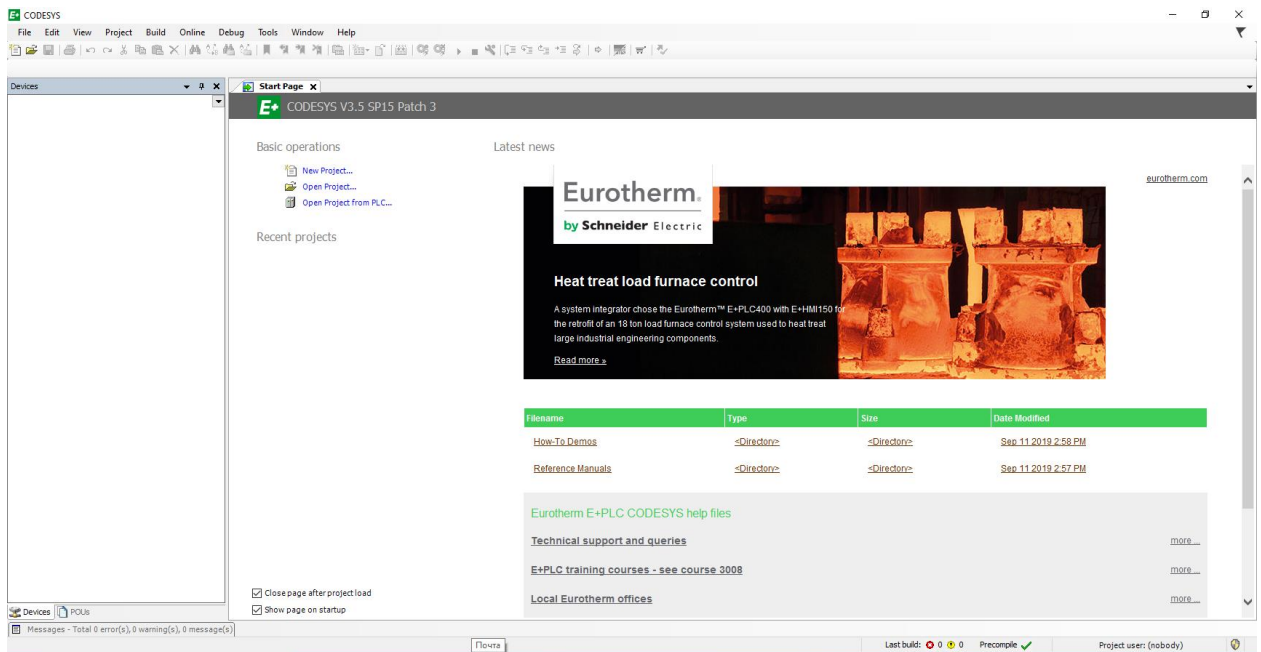 CODESYS
File Edit View Project Build Online Debug Tools Window Help
Devices
Start Page
CODESYS V3.5 SP15 Patch 3
Basic operations
New Project...
Open Project...
Open Project from PLC...
Recent projects
Latest news
eurotherm.com
Eurotherm.
by Schneider Electric
Heat treat load furnace control
A system integrator chose the Eurotherm™ E+PLC400 with E+HMI150 for
the retrofit of an 18 ton load furnace control system used to heat treat
large industrial engineering components.
Read more »
Filename Type Size Date Modified
How-To Demos <Directory> <Directory> Sep 11 2019 2:58 PM
Reference Manuals <Directory> <Directory> Sep 11 2019 2:57 PM
Eurotherm E+PLC CODESYS help files
Technical support and queries more ...
E+PLC training courses - see course 3008 more ...
Local Eurotherm offices more ...
Close page after project load
Show page on startup
Devices POUs
Messages - Total 0 error(s), 0 warning(s), 0 message(s)
Почта
Last build: 0 0 Precompile Project user: (nobody)